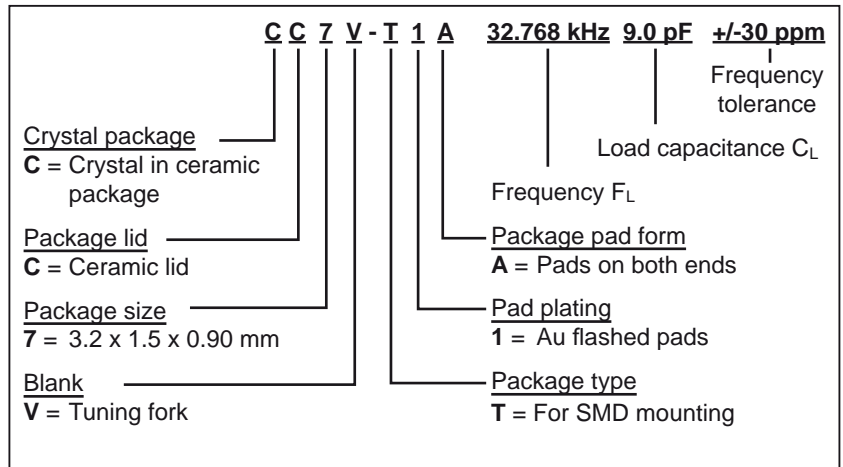 C C 7 V - T 1 A 32.768 kHz 9.0 pF +/-30 ppm
Frequency
tolerance
Load capacitance CL
Frequency FL
Crystal package
C = Crystal in ceramic
package
Package lid
C = Ceramic lid
Package size
7 = 3.2 x 1.5 x 0.90 mm
Blank
V = Tuning fork
Package pad form
A = Pads on both ends
Pad plating
1 = Au flashed pads
Package type
T = For SMD mounting